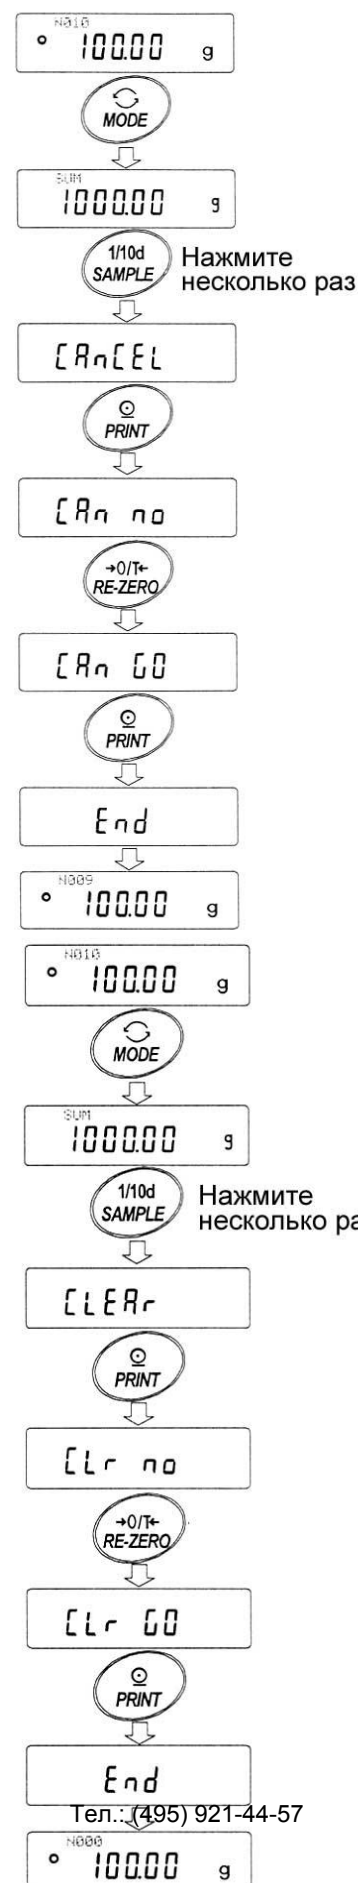 N010
100.00 g
MODE
SUM
1000.00 g
1/10d
SAMPLE
Нажмите
несколько раз
CAnCEL
PRINT
CAn no
→0/T←
RE-ZERO
CAn GO
PRINT
End
N009
100.00 g
N010
100.00 g
MODE
SUM
1000.00 g
1/10d
SAMPLE
Нажмите
несколько ра
CLEAr
PRINT
CLr no
→0/T←
RE-ZERO
CLr GO
PRINT
End
Тел.: (495) 921-44-57
N000
100.00 g